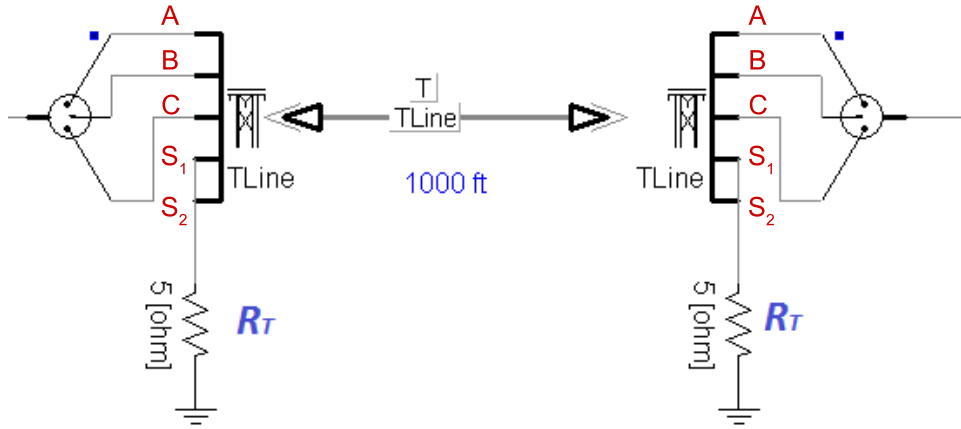 A
B
C
S1
S2
TLine
T
TLine
1000 ft
A
B
C
S1
S2
TLine
5 [ohm]
RT
5 [ohm]
RT